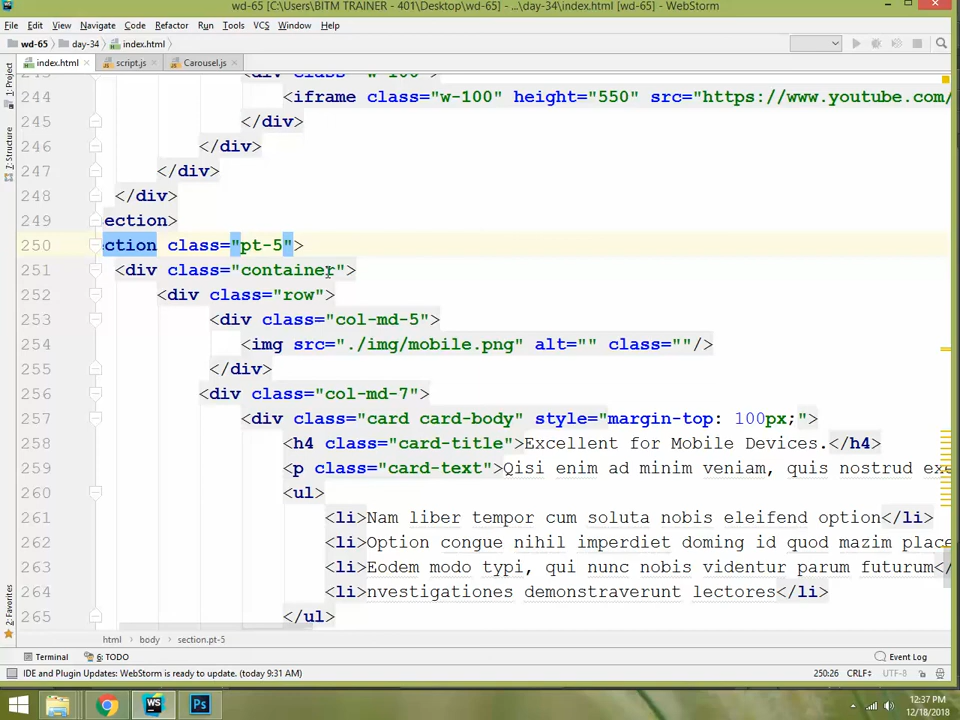 wd-65 [C:\Users\BITM TRAINER - 401\Desktop\wd-65] - ...\day-34\index.html [wd-65] - WebStorm
File Edit View Navigate Code Refactor Run Tools VCS Window Help
wd-65 day-34 index.html
index.html script.js Carousel.js
1: Project
7: Structure
2: Favorites
243 <div class="w-100">
244 <iframe class="w-100" height="550" src="https://www.youtube.com/
245 </div>
246 </div>
247 </div>
248 </div>
249 ection>
250 ction class="pt-5">
251 <div class="container">
252 <div class="row">
253 <div class="col-md-5">
254 <img src="./img/mobile.png" alt="" class=""/>
255 </div>
256 <div class="col-md-7">
257 <div class="card card-body" style="margin-top: 100px;">
258 <h4 class="card-title">Excellent for Mobile Devices.</h4>
259 <p class="card-text">Qisi enim ad minim veniam, quis nostrud exe
260 <ul>
261 <li>Nam liber tempor cum soluta nobis eleifend option</li>
262 <li>Option congue nihil imperdiet doming id quod mazim place
263 <li>Eodem modo typi, qui nunc nobis videntur parum futurum</
264 <li>nvestigationes demonstraverunt lectores</li>
265 </ul>
html body section.pt-5
Terminal 6: TODO Event Log
IDE and Plugin Updates: WebStorm is ready to update. (today 9:31 AM) 250:26 CRLF UTF-8
WS Ps
12:37 PM
12/18/2018